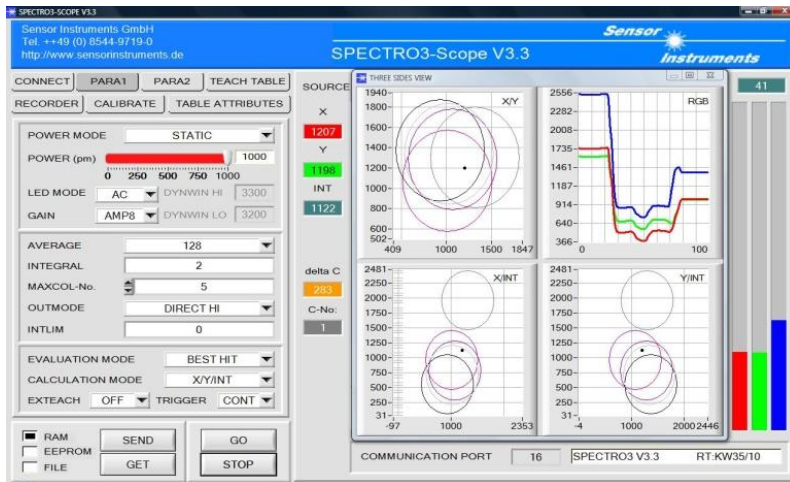 SPECTRO3-SCOPE V3.3
Sensor Instruments GmbH
Tel. ++49 (0) 8544-9719-0
http://www.sensorinstruments.de
SPECTRO3-Scope V3.3
Sensor
Instruments
CONNECT PARA1 PARA2 TEACH TABLE
RECORDER CALIBRATE TABLE ATTRIBUTES
POWER MODE STATIC
POWER (pm) 1000
0 250 500 750 1000
LED MODE AC DYNWIN HI 3300
GAIN AMP8 DYNWIN LO 3200
AVERAGE 128
INTEGRAL 2
MAXCOL-No. 5
OUTMODE DIRECT HI
INTLIM 0
EVALUATION MODE BEST HIT
CALCULATION MODE X/Y/INT
EXTEACH OFF TRIGGER CONT
RAM
EEPROM
FILE
SEND GO
GET STOP
SOURCE
X
1207
Y
1198
INT
1122
delta C
283
C-No:
1
THREE SIDES VIEW
41
X/Y
1940
1800
1600
1400
1200
1000
800
600
502
409 1000 1500 1847
RGB
2556
2282
2008
1735
1461
1187
914
640
366
0 100
X/INT
2481
2250
2000
1750
1500
1250
1000
750
500
250
31
-97 1000 2353
Y/INT
2481
2250
2000
1750
1500
1250
1000
750
500
250
31
-4 1000 2000 2446
COMMUNICATION PORT 16 SPECTRO3 V3.3 RT:KW35/10